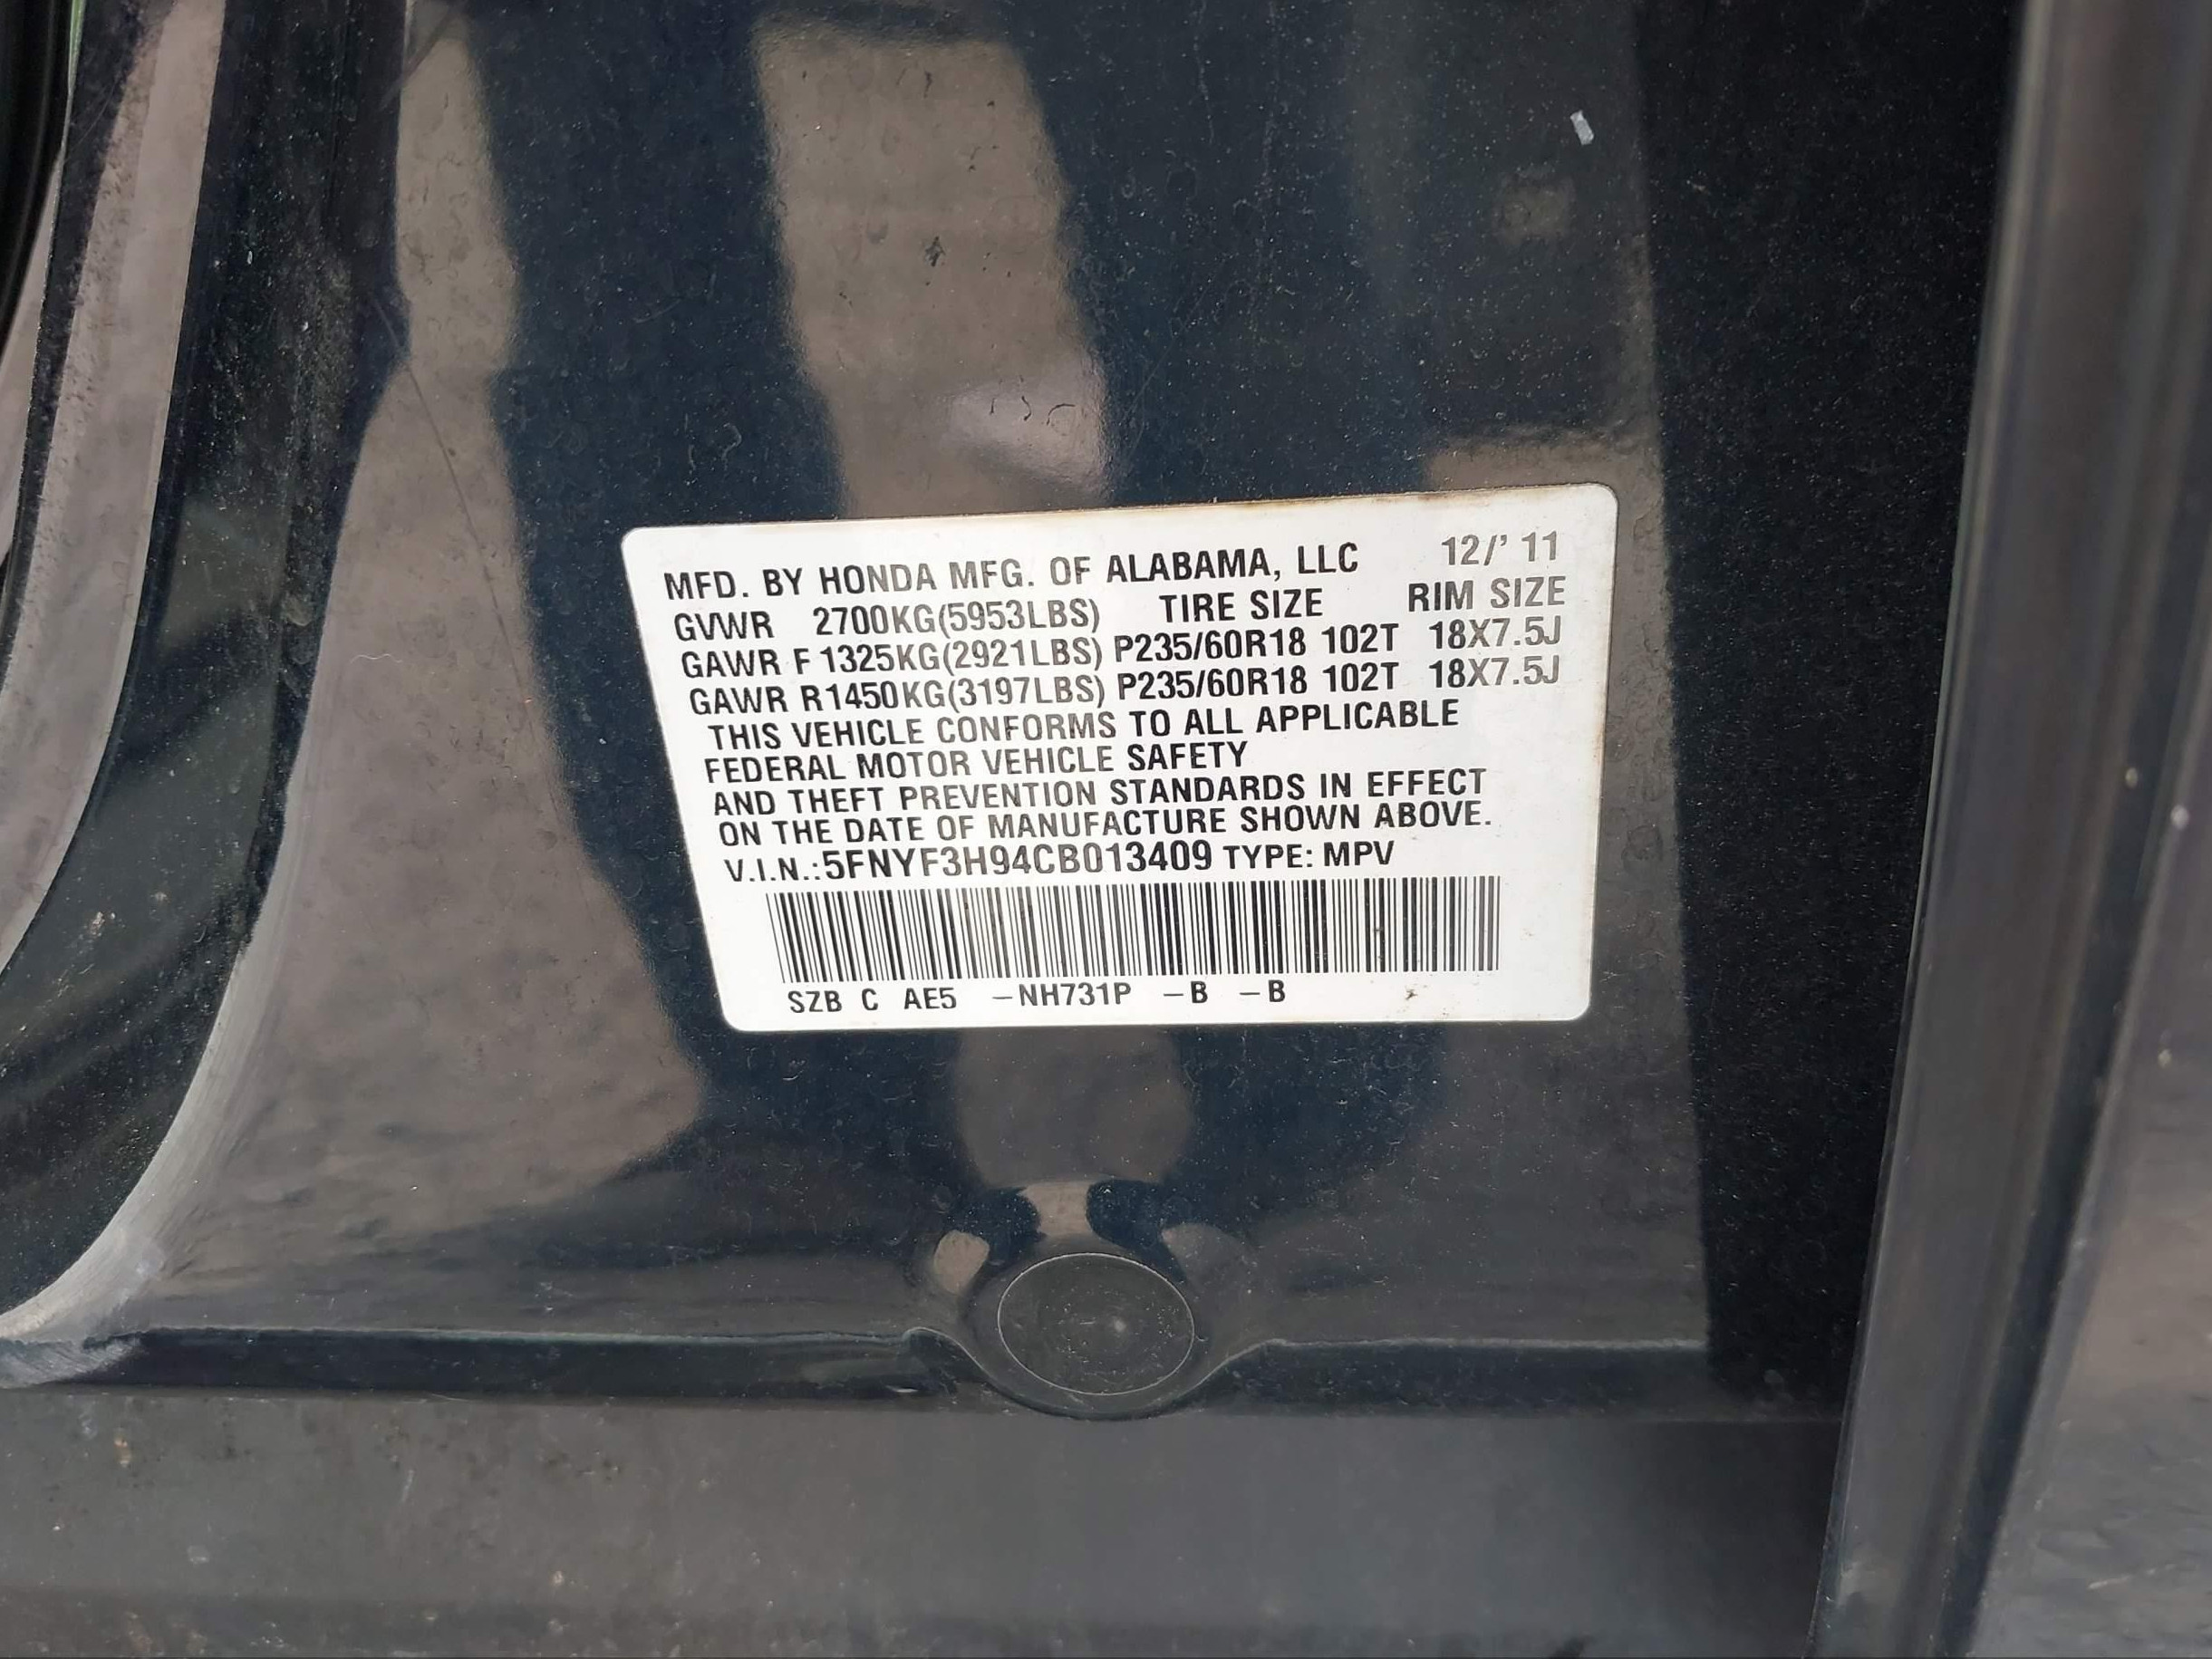 MFD. BY HONDA MFG. OF ALABAMA, LLC 12/' 11
GVWR 2700KG(5953LBS) TIRE SIZE RIM SIZE
GAWR F 1325KG(2921LBS) P235/60R18 102T 18X7.5J
GAWR R1450KG(3197LBS) P235/60R18 102T 18X7.5J
THIS VEHICLE CONFORMS TO ALL APPLICABLE
FEDERAL MOTOR VEHICLE SAFETY
AND THEFT PREVENTION STANDARDS IN EFFECT
ON THE DATE OF MANUFACTURE SHOWN ABOVE.
V.I.N.:5FNYF3H94CB013409 TYPE: MPV
SZB C AE5 –NH731P –B –B